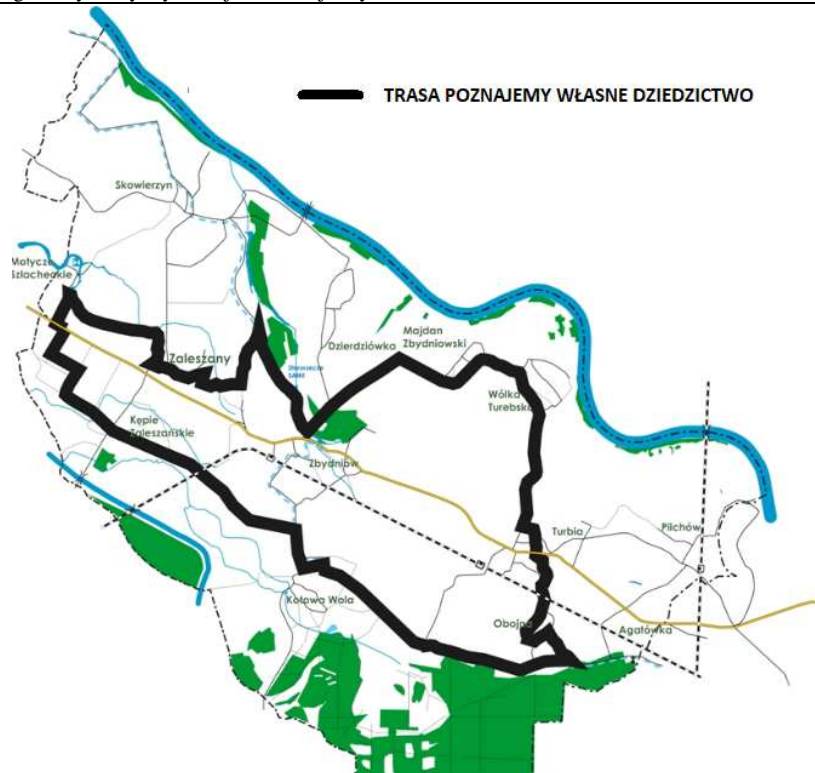 TRASA POZNAJEMY WŁASNE DZIEDZICTWO
Skowierzyn
Motycze
Szlacheckie
Zaleszany
Dzierdziówka
Majdan
Zbydniowski
Wólka
Turebska
Kępie
Zaleszańskie
Zbydniów
Turbia
Pilchów
Kotowa Wola
Obojna
Agatówka